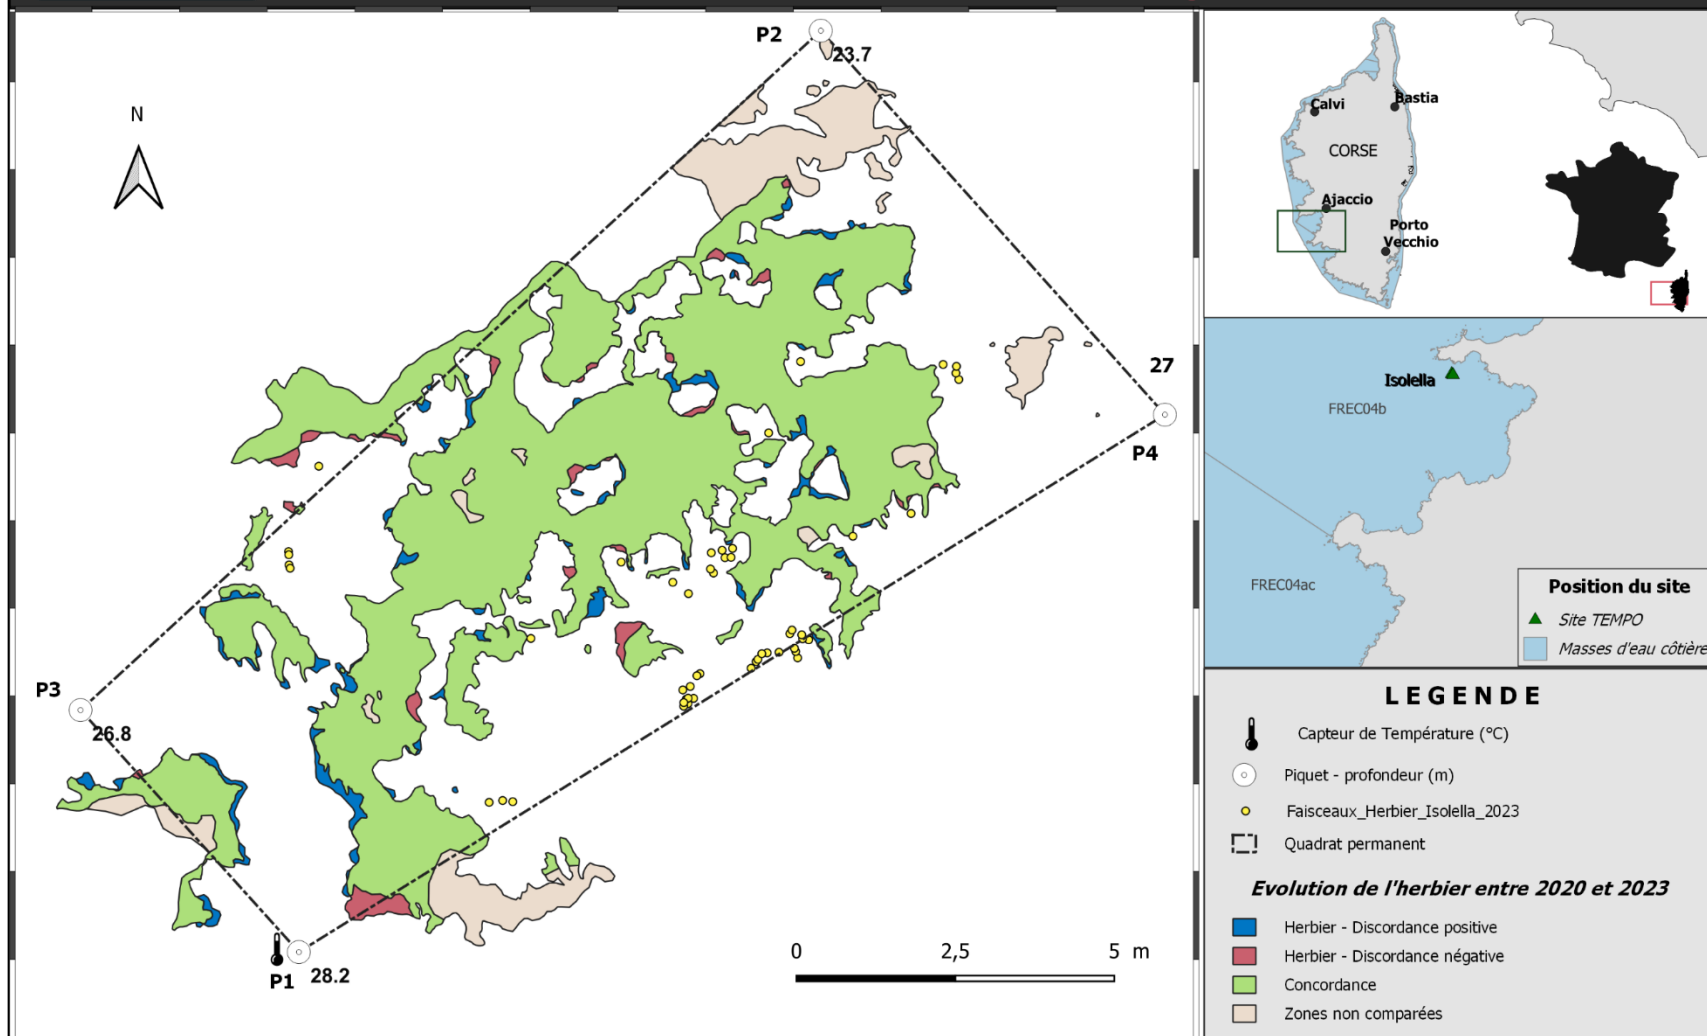 P2
23.7
N
27
P4
P3
26.8
P1
28.2
0 2,5 5 m
Calvi
Bastia
CORSE
Ajaccio
Porto
Vecchio
Isolella
FREC04b
FREC04ac
Position du site
Site TEMPO
Masses d'eau côtière
LEGENDE
Capteur de Température (°C)
Piquet - profondeur (m)
Faisceaux_Herbier_Isolella_2023
Quadrat permanent
Evolution de l'herbier entre 2020 et 2023
Herbier - Discordance positive
Herbier - Discordance négative
Concordance
Zones non comparées